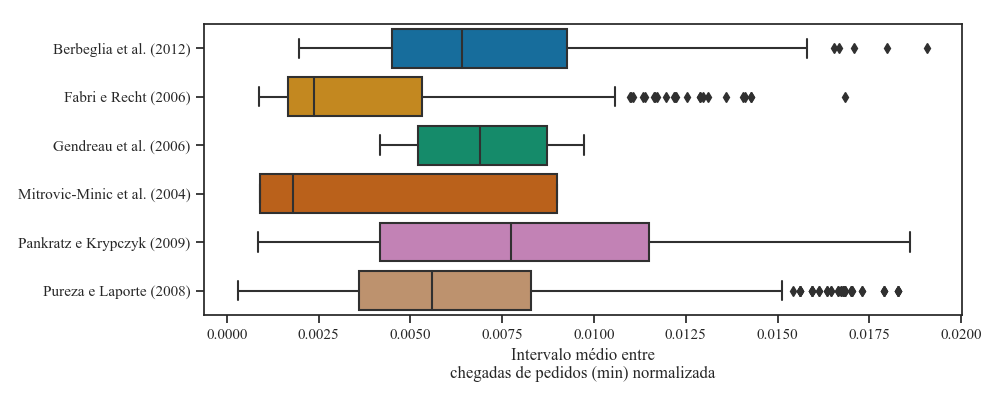 Berbeglia et al. (2012)
Fabri e Recht (2006)
Gendreau et al. (2006)
Mitrovic-Minic et al. (2004)
Pankratz e Krypczyk (2009)
Pureza e Laporte (2008)
0.0000 0.0025 0.0050 0.0075 0.0100 0.0125 0.0150 0.0175 0.0200
Intervalo médio entre
chegadas de pedidos (min) normalizada